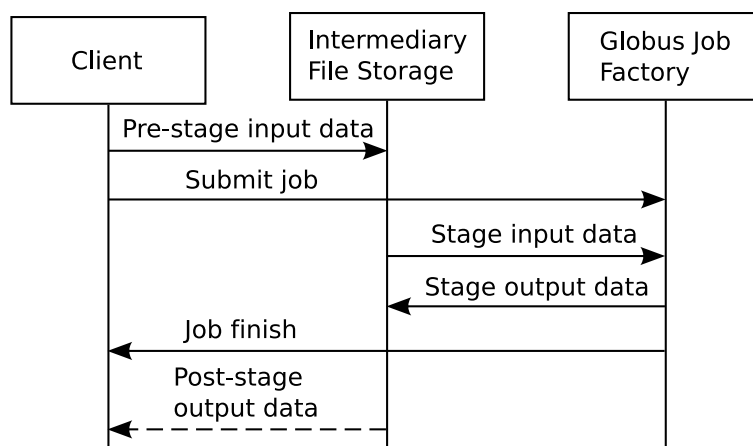 Client
Intermediary
File Storage
Globus Job
Factory
Pre-stage input data
Submit job
Stage input data
Stage output data
Job finish
Post-stage
output data